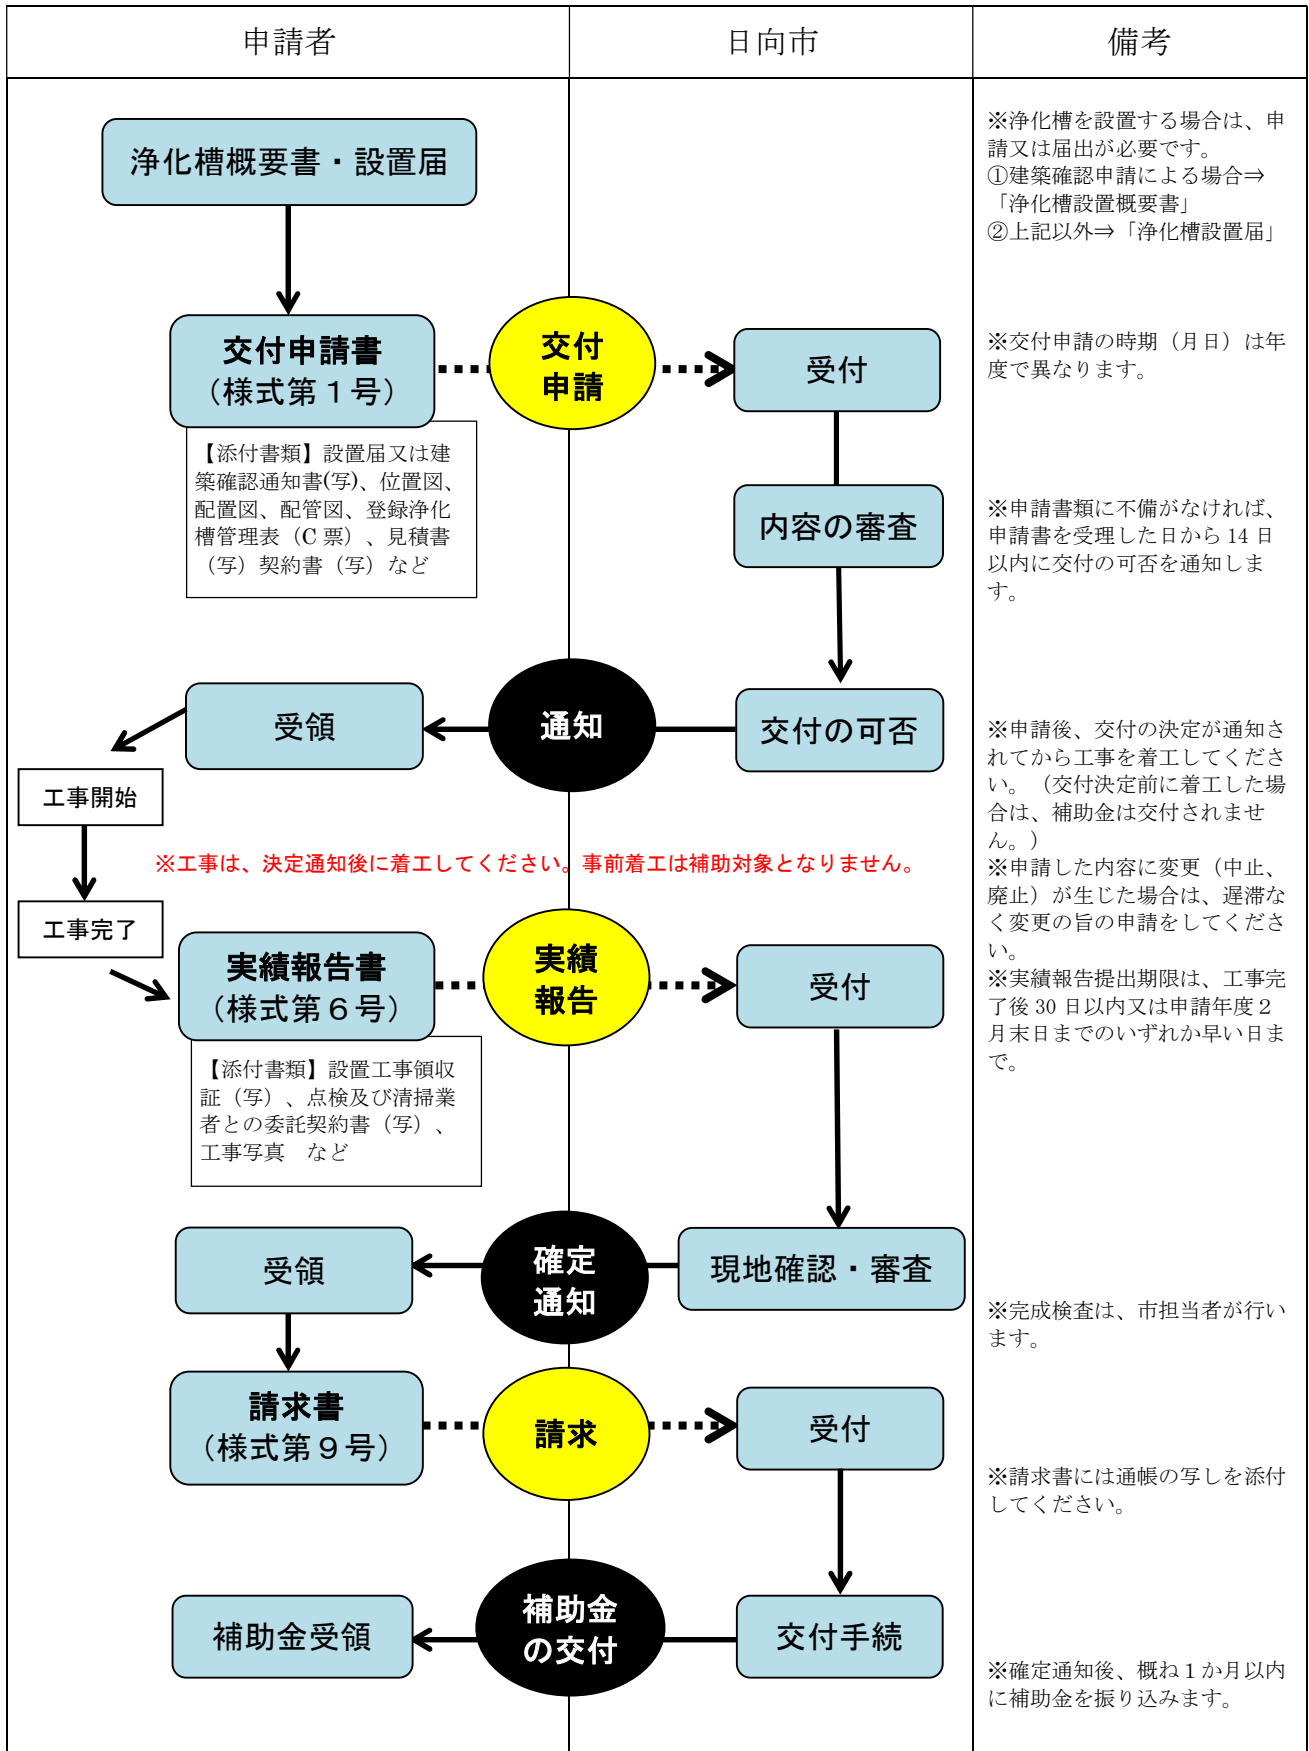 申請者
日向市
備考
浄化槽概要書・設置届
※浄化槽を設置する場合は、申
請又は届出が必要です。
①建築確認申請による場合⇒
「浄化槽設置概要書」
②上記以外⇒「浄化槽設置届」
交付申請書
（様式第１号）
交付
申請
受付
※交付申請の時期（月日）は年
度で異なります。
【添付書類】設置届又は建
築確認通知書(写)、位置図、
配置図、配管図、登録浄化
槽管理表（C 票）、見積書
（写）契約書（写）など
内容の審査
※申請書類に不備がなければ、
申請書を受理した日から 14 日
以内に交付の可否を通知しま
す。
受領
通知
交付の可否
※申請後、交付の決定が通知さ
れてから工事を着工してくださ
い。（交付決定前に着工した場
合は、補助金は交付されませ
ん。）
※申請した内容に変更（中止、
廃止）が生じた場合は、遅滞な
く変更の旨の申請をしてくださ
い。
※実績報告提出期限は、工事完
了後 30 日以内又は申請年度２
月末日までのいずれか早い日ま
で。
工事開始
※工事は、決定通知後に着工してください。事前着工は補助対象となりません。
工事完了
実績報告書
（様式第６号）
実績
報告
受付
【添付書類】設置工事領収
証（写）、点検及び清掃業
者との委託契約書（写）、
工事写真　など
受領
確定
通知
現地確認・審査
※完成検査は、市担当者が行い
ます。
請求書
（様式第９号）
請求
受付
※請求書には通帳の写しを添付
してください。
補助金受領
補助金
の交付
交付手続
※確定通知後、概ね１か月以内
に補助金を振り込みます。